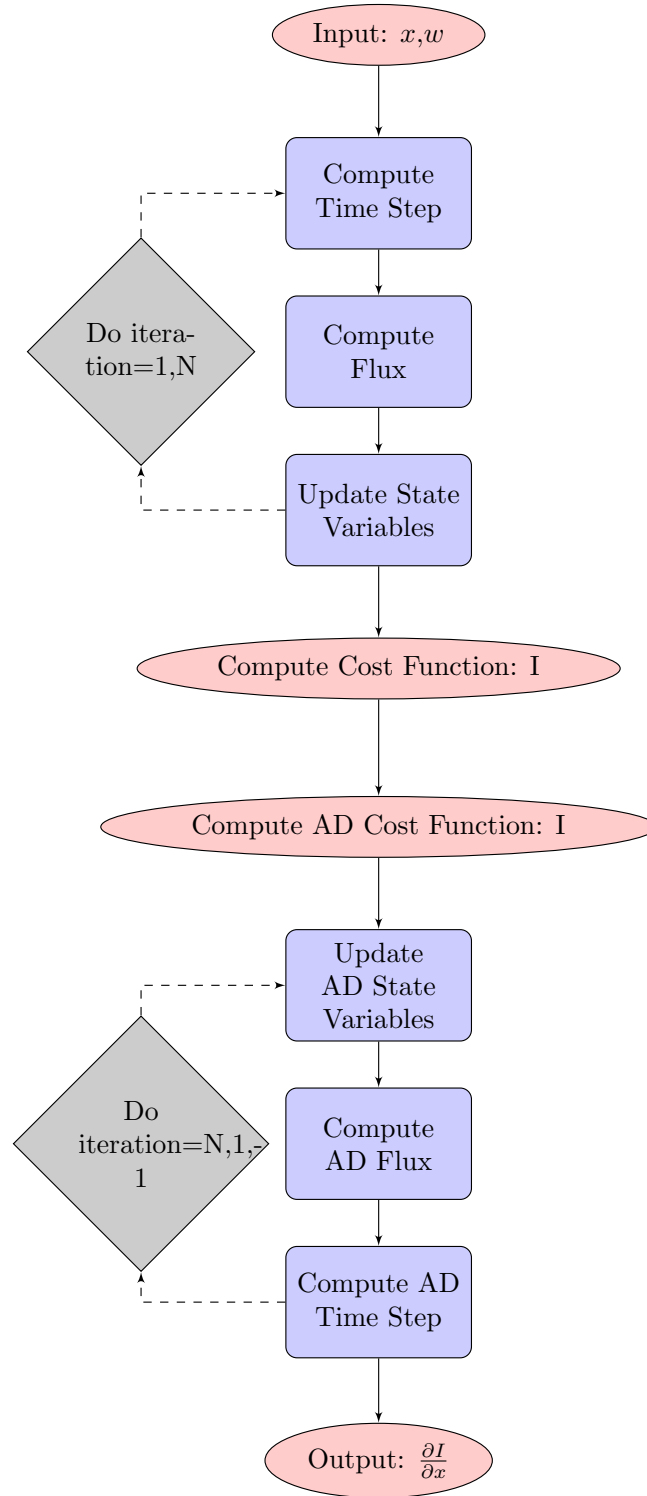 Input: x,w
Compute
Time Step
Do itera-
tion=1,N
Compute
Flux
Update State
Variables
Compute Cost Function: I
Compute AD Cost Function: I
Update
AD State
Variables
Do
iteration=N,1,-
1
Compute
AD Flux
Compute AD
Time Step
Output: ∂I/∂x